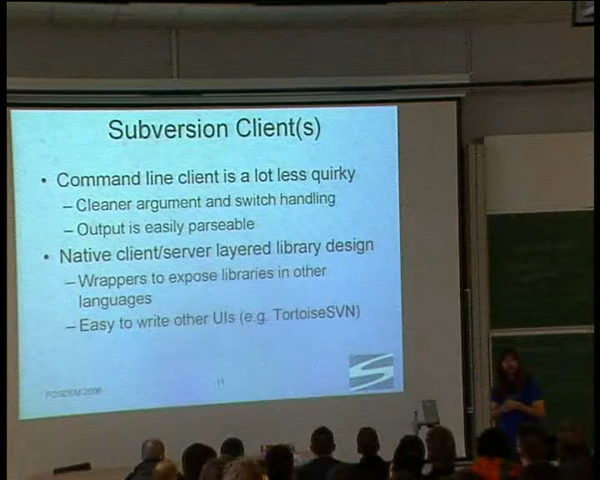 Subversion Client(s)
• Command line client is a lot less quirky
– Cleaner argument and switch handling
– Output is easily parseable
• Native client/server layered library design
– Wrappers to expose libraries in other
languages
– Easy to write other UIs (e.g. TortoiseSVN)
FOSDEM 2006
11